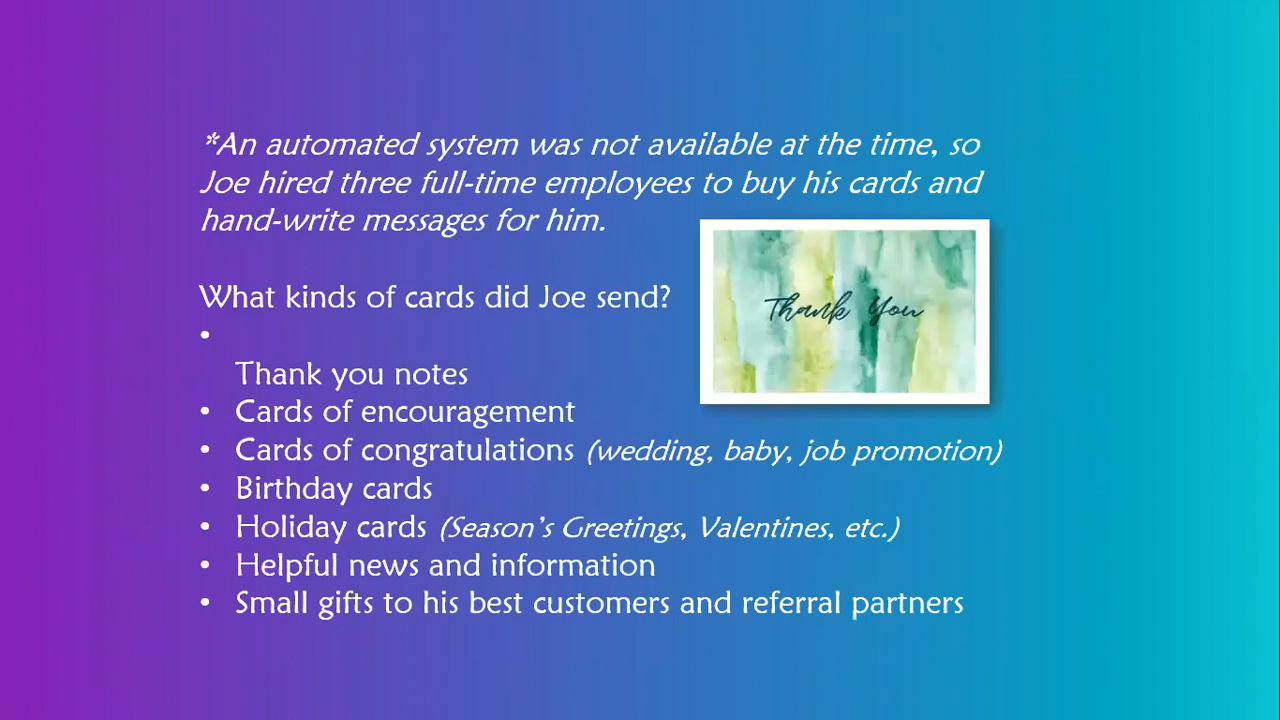 *An automated system was not available at the time, so
Joe hired three full-time employees to buy his cards and
hand-write messages for him.
What kinds of cards did Joe send?
•
Thank you notes
• Cards of encouragement
• Cards of congratulations (wedding, baby, job promotion)
• Birthday cards
• Holiday cards (Season's Greetings, Valentines, etc.)
• Helpful news and information
• Small gifts to his best customers and referral partners
Thank You